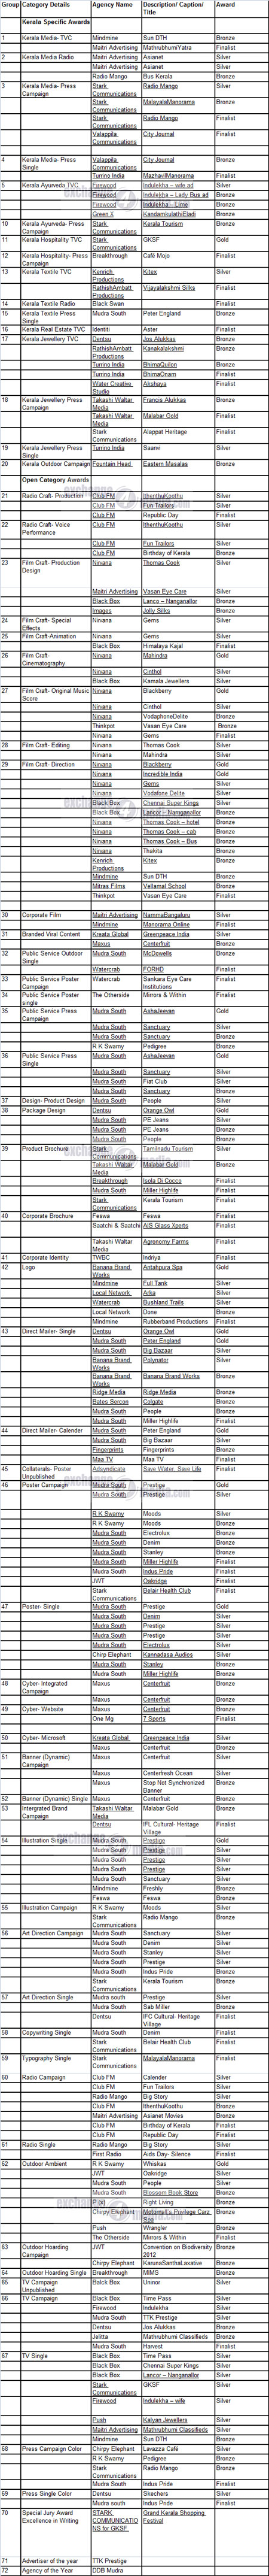 Group Category Details Agency Name Description/ Caption/ Title Award
Kerala Specific Awards
1 Kerala Media- TVC Mindmine Sun DTH Bronze
Maitri Advertising MathrubhumiYatra Finalist
2 Kerala Media Radio Maitri Advertising Asianet Silver
Maitri Advertising Asianet Silver
Radio Mango Bus Kerala Bronze
3 Kerala Media- Press Campaign Stark Communications Radio Mango Silver
Stark Communications MalayalaManorama Bronze
Stark Communications Radio Mango Finalist
Valappila Communications City Journal Finalist
4 Kerala Media- Press Single Valappila Communications City Journal Bronze
Turrino India MazhavilManorama Finalist
5 Kerala Ayurveda TVC Firewood Indulekha – wife ad Silver
Firewood Indulekha – Lady Bus ad Bronze
Firewood Indulekha – Lime Bronze
Green X KandamkulathiEladi Bronze
10 Kerala Ayurveda- Press Campaign Stark Communications Kerala Tourism Bronze
11 Kerala Hospitality TVC Stark Communications GKSF Gold
12 Kerala Hospitality- Press Campaign Breakthrough Café Mojo Finalist
13 Kerala Textile TVC Kenrich Productions Kitex Silver
RathishAmbatt Productions Vijayalakshmi Silks Finalist
14 Kerala Textile Radio Black Swan Finalist
15 Kerala Textile Press Single Mudra South Peter England Bronze
16 Kerala Real Estate TVC Identiti Aster Finalist
17 Kerala Jewellery TVC Dentsu Jos Alukkas Bronze
RathishAmbatt Productions Kanakalakshmi Bronze
Turrino India BhimaQuilon Bronze
Turrino India BhimaOnam Finalist
Water Creative Studio Akshaya Finalist
18 Kerala Jewellery Press Campaign Takashi Waltar Media Francis Alukkas Bronze
Takashi Waltar Media Malabar Gold Finalist
Stark Communications Alappat Heritage Finalist
19 Kerala Jewellery Press Single Turrino India Saanvi Silver
20 Kerala Outdoor Campaign Fountain Head Eastern Masalas Bronze
Open Category Awards
21 Radio Craft- Production Club FM IthenthuKoothu Silver
Club FM Fun Trailors Silver
Club FM Republic Day Finalist
22 Radio Craft- Voice Performance Club FM IthenthuKoothu Silver
Club FM Fun Trailors Silver
Club FM Birthday of Kerala Bronze
23 Film Craft- Production Design Nirvana Thomas Cook Silver
Maitri Advertising Vasan Eye Care Silver
Black Box Lanco – Nanganallor Bronze
Images Jolly Silks Bronze
24 Film Craft- Special Effects Nirvana Gems Silver
25 Film Craft-Animation Nirvana Gems Silver
Black Box Himalaya Kajal Finalist
26 Film Craft- Cinematography Nirvana Mahindra Gold
Nirvana Cinthol Silver
Black Box Kamala Jewellers Silver
27 Film Craft- Original Music Score Nirvana Blackberry Gold
Nirvana Cinthol Silver
Nirvana VodaphoneDelite Bronze
Thinkpot Vasan Eye Care Bronze
Nirvana Gems Finalist
28 Film Craft- Editing Nirvana Thomas Cook Silver
Nirvana Mahindra Silver
29 Film Craft- Direction Nirvana Blackberry Gold
Nirvana Incredible India Gold
Nirvana Gems Silver
Nirvana Vodafone Delite Silver
Black Box Chennai Super Kings Silver
Black Box Lancor – Nanganallor Bronze
Nirvana Thomas Cook – hotel Bronze
Nirvana Thomas Cook – cab Bronze
Nirvana Thomas Cook – Bus Bronze
Nirvana Thakita Bronze
Kenrich Productions Kitex Bronze
Mindmine Sun DTH Bronze
Mitras Films Vellamal School Bronze
Thinkpot Vasan Eye Care Finalist
30 Corporate Film Maitri Advertising NammaBangaluru Silver
Mindmine Manorama Online Finalist
31 Branded Viral Content Kreata Global Greenpeace India Silver
Maxus Centerfruit Bronze
32 Public Service Outdoor Single Mudra South McDowells Bronze
Watercrab FORHD Finalist
33 Public Service Poster Campaign Watercrab Sankara Eye Care Institutions Finalist
34 Public Service Poster single The Otherside Mirrors & Within Finalist
35 Public Service Press Campaign Mudra South AshaJeevan Gold
Mudra South Sanctuary Silver
Mudra South Sanctuary Bronze
R K Swamy Pedigree Bronze
36 Public Service Press Single Mudra South AshaJeevan Gold
Mudra South Sanctuary Silver
Mudra South Fiat Club Silver
Mudra South Sanctuary Bronze
37 Design- Product Design Mudra South People Silver
38 Package Design Dentsu Orange Owl Gold
Mudra South PE Jeans Silver
Mudra South PE Jeans Bronze
Mudra South People Bronze
39 Product Brochure Stark Communications Tamilnadu Tourism Silver
Takashi Waltar Media Malabar Gold Bronze
Breakthrough Isola Di Cocco Finalist
Mudra South Miller Highlife Finalist
Stark Communications Kerala Tourism Finalist
40 Corporate Brochure Feswa Feswa Finalist
Saatchi & Saatchi AIS Glass Xperts Finalist
Takashi Waltar Media Agronomy Farms Finalist
41 Corporate Identity TWBC Indriya Finalist
42 Logo Banana Brand Works Antahpura Spa Gold
Mindmine Full Tank Silver
Local Network Arka Silver
Watercrab Bushland Trails Silver
Local Network Done Bronze
Mindmine Rubberband Productions Finalist
43 Direct Mailer- Single Dentsu Orange Owl Gold
Mudra South Peter England Gold
Mudra South Big Bazaar Silver
Banana Brand Works Polynator Silver
Banana Brand Works Banana Brand Works Bronze
Ridge Media Ridge Media Bronze
Bates Sercon Colgate Bronze
Mudra South People Bronze
Mudra South Miller Highlife Finalist
44 Direct Mailer- Calender Mudra South Peter England Gold
Mudra South Big Bazaar Silver
Fingerprints Fingerprints Bronze
Maa TV Maa TV Finalist
45 Collaterals- Poster Unpublished Adsyndicate Save Water, Save Life Finalist
46 Poster Campaign Mudra South Prestige Gold
Mudra South Prestige Silver
R K Swamy Moods Silver
R K Swamy Moods Bronze
Mudra South Electrolux Bronze
Mudra South Denim Bronze
Mudra South Stanley Bronze
Mudra South Miller Highlife Finalist
Mudra South Indus Pride Finalist
JWT Oakridge Finalist
Stark Communications Belair Health Club Finalist
47 Poster- Single Mudra South Prestige Gold
Mudra South Denim Silver
Mudra South Prestige Silver
Mudra South Prestige Silver
Mudra South Electrolux Silver
Chirp Elephant Kannadasa Audios Silver
Mudra South Stanley Bronze
Mudra South Miller Highlife Bronze
48 Cyber- Integrated Campaign Maxus Centerfruit Bronze
Maxus Centerfruit Bronze
49 Cyber- Website Maxus Centerfruit Bronze
One Mg 7 Sports Finalist
50 Cyber- Microsoft Kreata Global Greenpeace India Silver
Maxus Centerfruit Bronze
51 Banner (Dynamic) Campaign Maxus Centerfruit Silver
Maxus Centerfresh Ocean Silver
Maxus Stop Not Synchronized Banner Bronze
52 Banner (Dynamic) Single Maxus Centerfruit Bronze
53 Intergrated Brand Campaign Takashi Waltar Media Malabar Gold Bronze
Dentsu IFL Cultural- Heritage Village Finalist
54 Illustration Single Mudra South Prestige Gold
Mudra South Prestige Silver
Mudra South Prestige Silver
Mudra South Prestige Silver
Mudra South Sanctuary Silver
Mindmine Freshly Bronze
Feswa Feswa Bronze
55 Illustration Campaign R K Swamy Moods Silver
Stark Communications Radio Mango Bronze
56 Art Direction Campaign Mudra South Sanctuary Silver
Mudra South Denim Silver
Mudra South Stanley Silver
Mudra South Prestige Silver
Mudra South Indus Pride Bronze
Stark Communications Kerala Tourism Bronze
57 Art Direction Single Mudra south Prestige Silver
Mudra South Sab Miller Bronze
Dentsu IFC Cultural- Heritage Village Finalist
58 Copywriting Single Mudra South Denim Finalist
Stark Communications Belair Health Club Finalist
59 Typography Single Stark Communications MalayalaManorama Finalist
60 Radio Campaign Club FM Calender Silver
Club FM Fun Trailors Silver
Radio Mango Big Story Silver
Club FM IthenthuKoothu Bronze
Maitri Advertising Asianet Movies Bronze
Club FM Birthday of Kerala Finalist
Club FM Republic Day Finalist
61 Radio Single Radio Mango Big Story Silver
First Radio Aids Day- Silence Finalist
62 Outdoor Ambient R K Swamy Whiskas Gold
JWT Oakridge Silver
Mudra South People Silver
Mudra South Blossom Book Store Bronze
Right Living Bronze
Chirpy Elephant Bronze
Push Wrangler Bronze
The Otherside Mirrors & Within Finalist
63 Outdoor Hoarding Campaign JWT Convention on Biodiversity 2012 Bronze
Chirpy Elephant KarunaSanthaLaxative Bronze
64 Outdoor Hoarding Single Breakthrough MIMS Bronze
65 TV Campaign Unpublished Balck Box Uninor Silver
66 TV Campaign Black Box Time Pass Silver
Firewood Indulekha Silver
Mudra South TTK Prestige Silver
Dentsu Jos Alukkas Bronze
Jelitta Mathrubhumi Classifieds Bronze
Mudra South Harvest Finalist
67 TV Single Black Box Time Pass Silver
Black Box Chennai Super Kings Silver
Black Box Lancor – Nanganallor Silver
Stark Communications GKSF Silver
Firewood Indulekha – wife Silver
Push Kalyan Jewellers Silver
Maitri Advertising Mathrubhumi Classifieds Silver
Mindmine Sun DTH Bronze
68 Press Campaign Color Chirpy Elephant Lavazza Café Silver
R K Swamy Pedigree Bronze
Stark Communications Radio Mango Bronze
Mudra South Indus Pride Finalist
69 Press Single Color Dentsu Skechers Silver
Mudra south Indus Pride Finalist
70 Special Jury Award Excellence in Writing STARK COMMUNICATIO NS for GKSF Grand Kerala Shopping Festival
71 Advertiser of the year TTK Prestige
72 Agency of the Year DDB Mudra